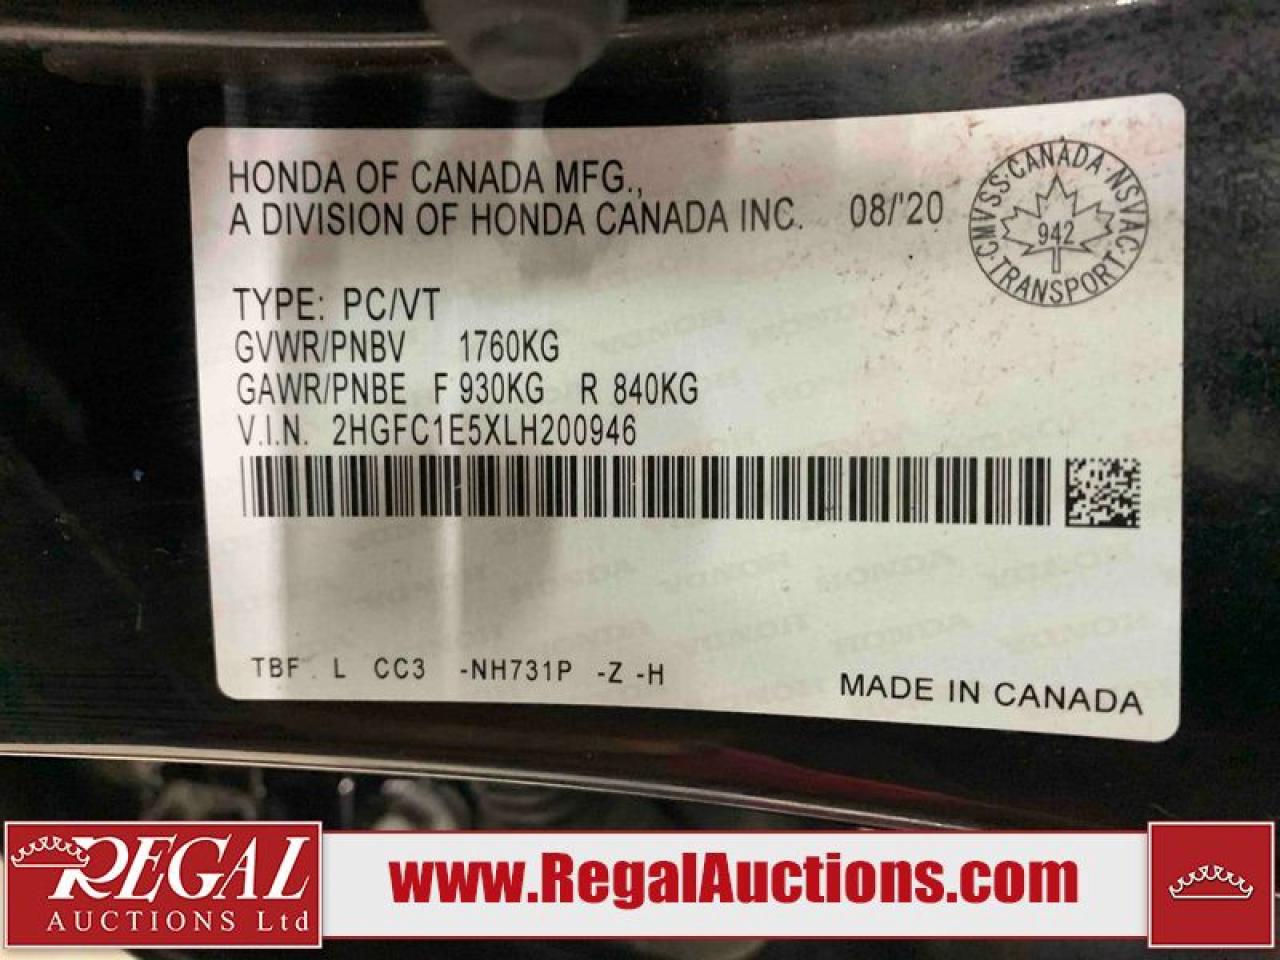 HONDA OF CANADA MFG.,
A DIVISION OF HONDA CANADA INC. 08/'20
CMVSS·CANADA·NSVAC·TRANSPORT·
942
TYPE: PC/VT
GVWR/PNBV 1760KG
GAWR/PNBE F 930KG R 840KG
V.I.N. 2HGFC1E5XLH200946
TBF L CC3 -NH731P -Z -H
MADE IN CANADA
REGAL
AUCTIONS Ltd
www.RegalAuctions.com